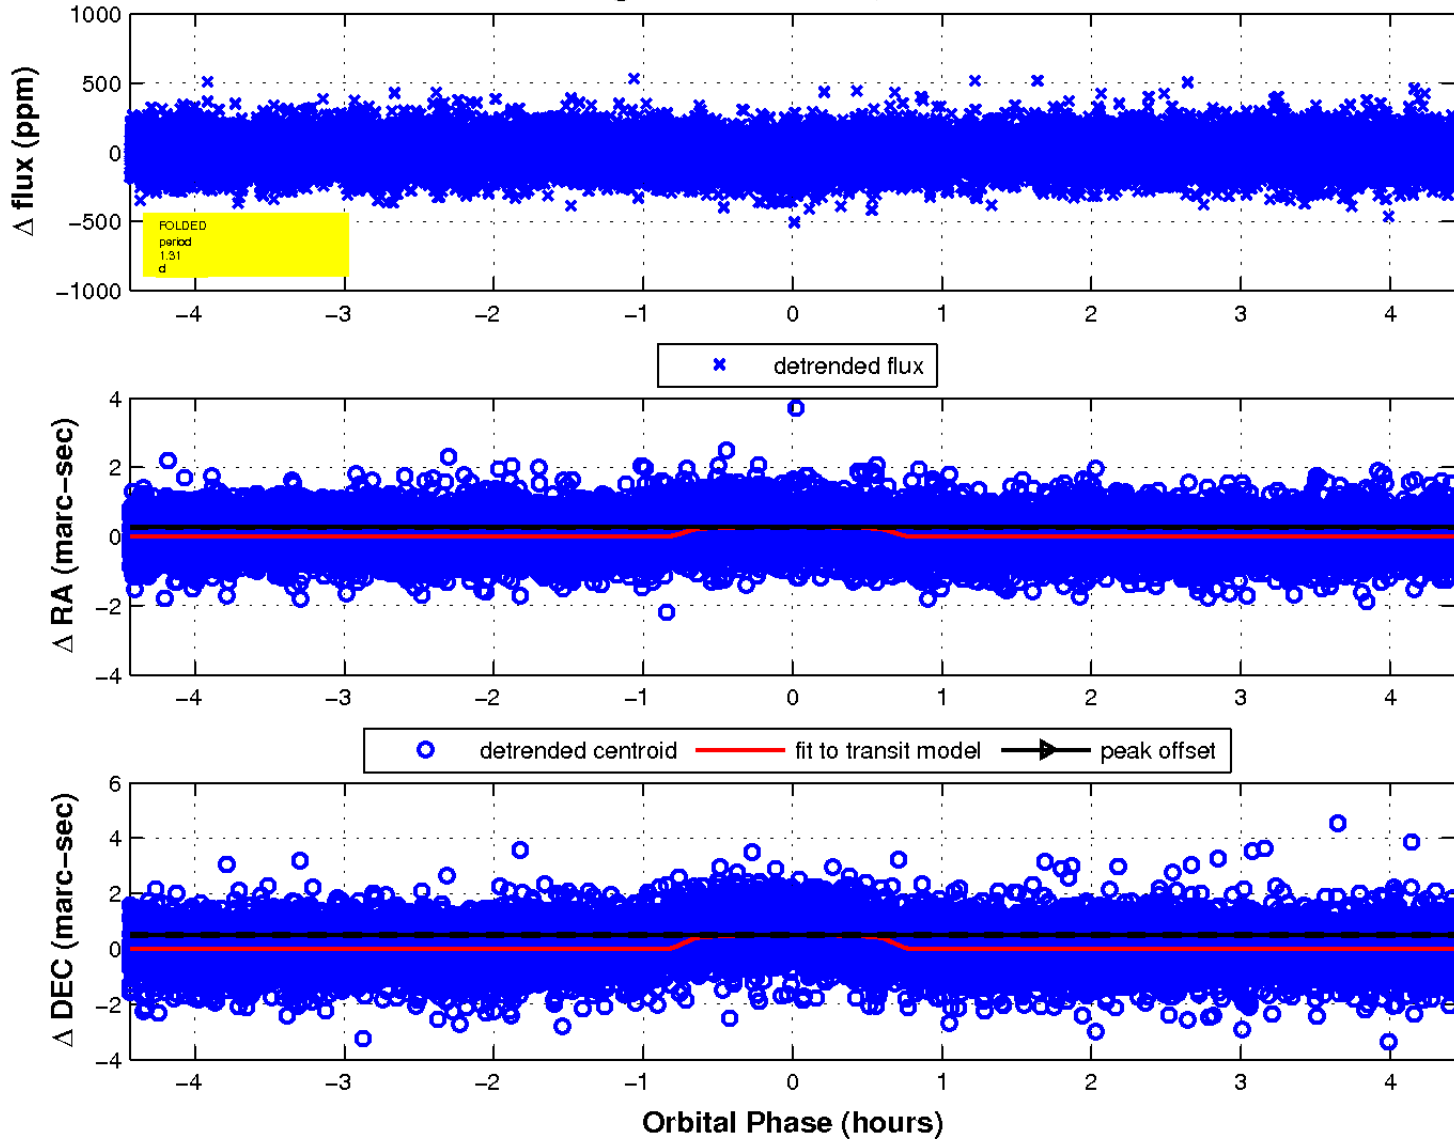 1000
500
0
−500
−1000
Δ flux (ppm)
FOLDED
period
1.31
d
−4 −3 −2 −1 0 1 2 3 4
detrended flux
4
2
0
−2
−4
Δ RA (marc−sec)
−4 −3 −2 −1 0 1 2 3 4
detrended centroid fit to transit model peak offset
6
4
2
0
−2
−4
Δ DEC (marc−sec)
−4 −3 −2 −1 0 1 2 3 4
Orbital Phase (hours)